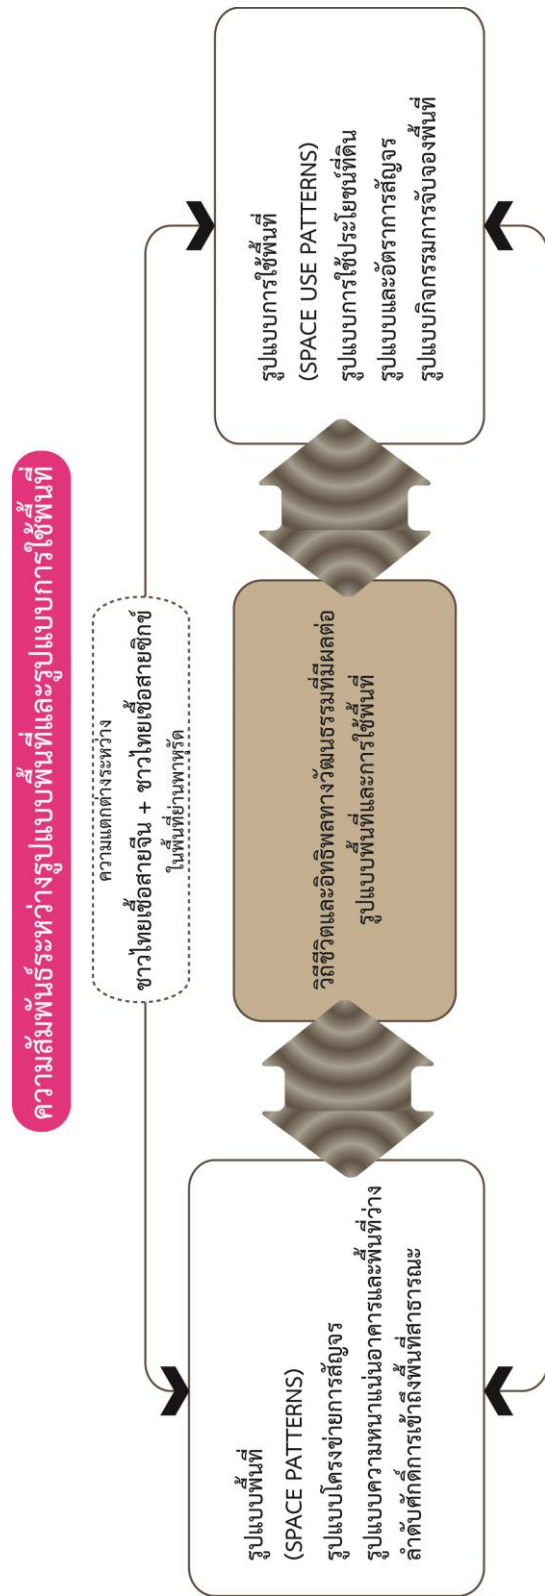 ความสัมพันธ์ระหว่างรูปแบบพื้นที่และรูปแบบการใช้พื้นที่
ความแตกต่างระหว่าง
ชาวไทยเชื้อสายจีน + ชาวไทยเชื้อสายซิกข์
ในพื้นที่ย่านพาหุรัด
รูปแบบพื้นที่
(SPACE PATTERNS)
รูปแบบโครงข่ายการสัญจร
รูปแบบความหนาแน่นอาคารและพื้นที่ว่าง
ลำดับศักดิ์การเข้าถึงพื้นที่สาธารณะ
วิถีชีวิตและอิทธิพลทางวัฒนธรรมที่มีผลต่อ
รูปแบบพื้นที่และการใช้พื้นที่
รูปแบบการใช้พื้นที่
(SPACE USE PATTERNS)
รูปแบบการใช้ประโยชน์ที่ดิน
รูปแบบและอัตราการสัญจร
รูปแบบกิจกรรมการจับจองพื้นที่